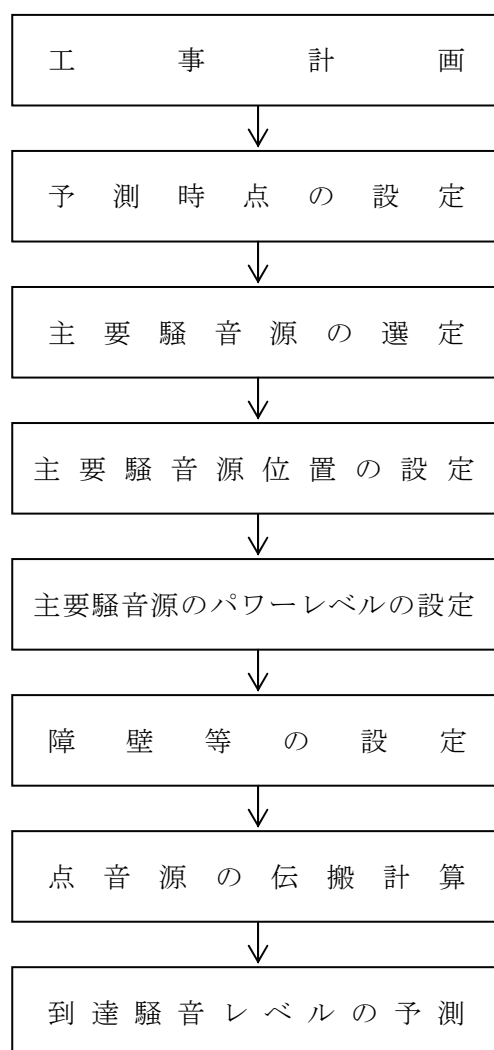 工事計画
予測時点の設定
主要騒音源の選定
主要騒音源位置の設定
主要騒音源のパワーレベルの設定
障壁等の設定
点音源の伝搬計算
到達騒音レベルの予測